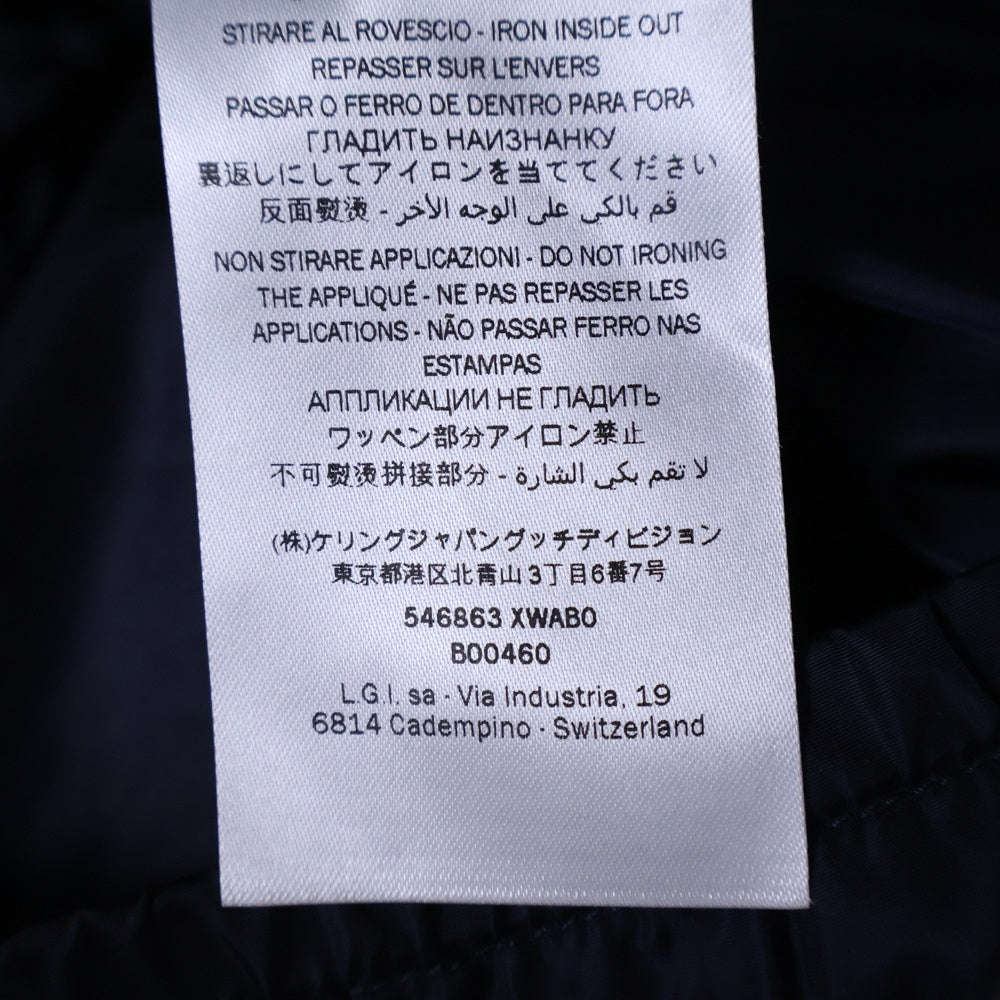 STIRARE AL ROVESCIO - IRON INSIDE OUT
REPASSER SUR L'ENVERS
PASSAR O FERRO DE DENTRO PARA FORA
ГЛАДИТЬ НАИЗНАНКУ
裏返しにしてアイロンを当ててください
反面熨烫 - قم بالكي على الوجه الأخر
NON STIRARE APPLICAZIONI - DO NOT IRONING
THE APPLIQUÉ - NE PAS REPASSER LES
APPLICATIONS - NÃO PASSAR FERRO NAS
ESTAMPAS
АППЛИКАЦИИ НЕ ГЛАДИТЬ
ワッペン部分アイロン禁止
不可熨烫拼接部分 - لا تقم بكي الشارة
(株)ケリングジャパングッチディビジョン
東京都港区北青山3丁目6番7号
546863 XWABO
B00460
L.G.I. sa · Via Industria, 19
6814 Cadempino · Switzerland